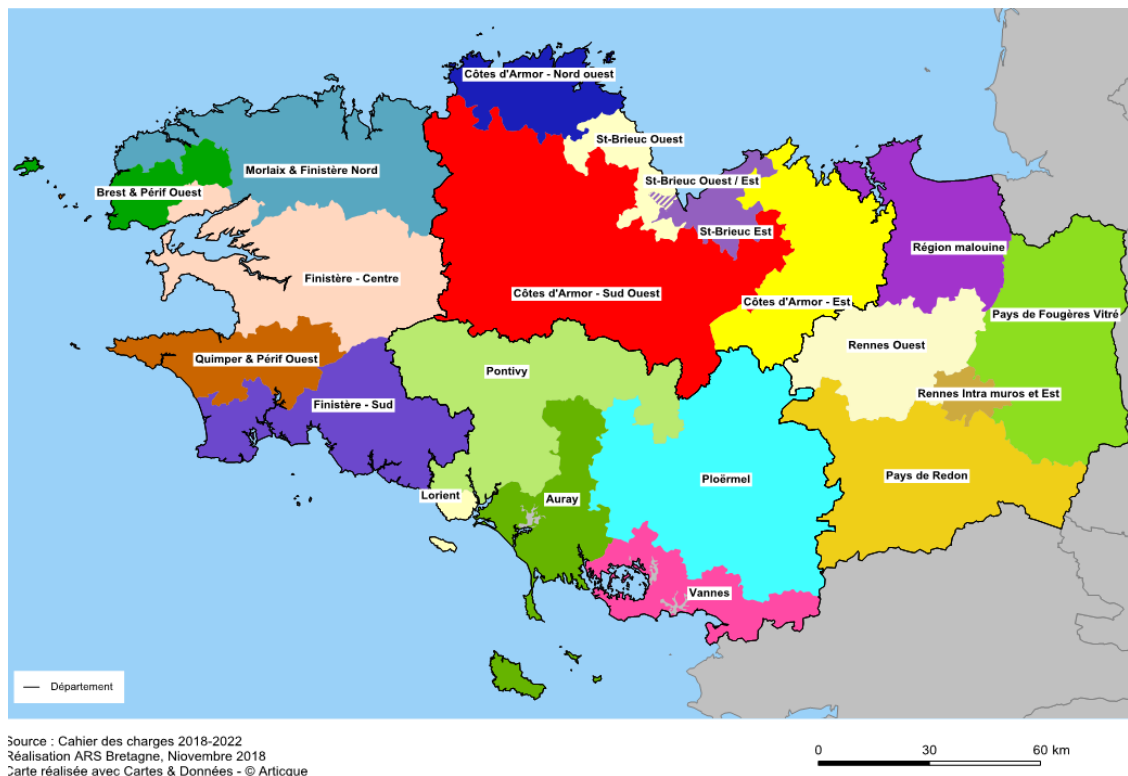 Côtes d'Armor - Nord ouest
St-Brieuc Ouest
Morlaix & Finistère Nord
St-Brieuc Ouest / Est
Brest & Périf Ouest
St-Brieuc Est
Région malouine
Finistère - Centre
Côtes d'Armor - Sud Ouest
Côtes d'Armor - Est
Pays de Fougères Vitré
Rennes Ouest
Quimper & Périf Ouest
Pontivy
Rennes Intra muros et Est
Finistère - Sud
Pays de Redon
Ploërmel
Lorient
Auray
Vannes
Département
Source : Cahier des charges 2018-2022
Réalisation ARS Bretagne, Niovembre 2018
Carte réalisée avec Cartes & Données - © Articque
0 30 60 km